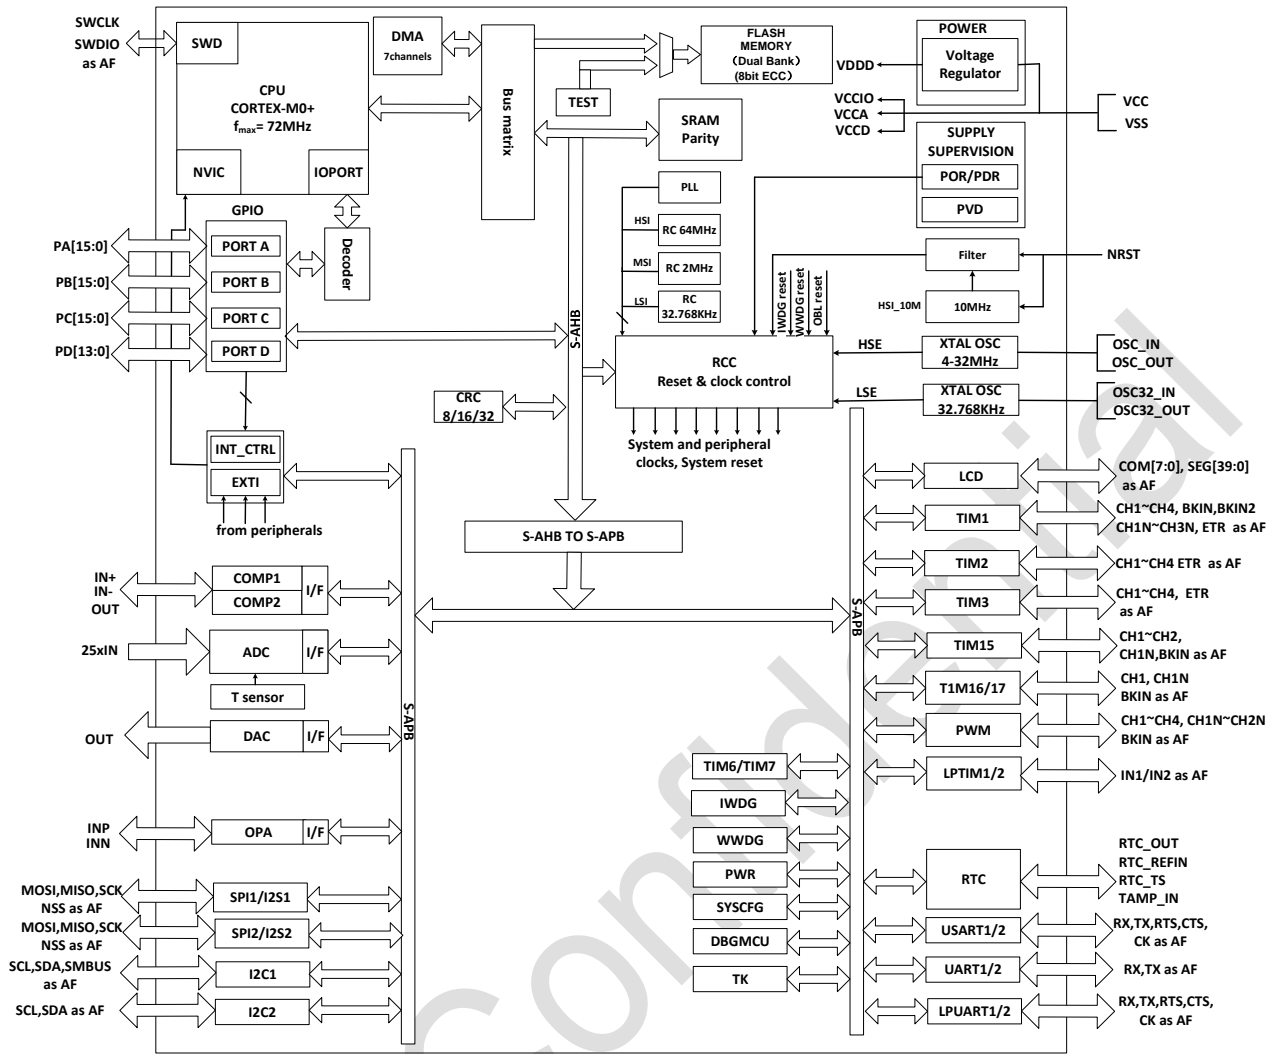 SWCLK
SWDIO
as AF
SWD
CPU
CORTEX-M0+
fmax= 72MHz
NVIC
IOPORT
DMA
7channels
Bus matrix
TEST
FLASH
MEMORY
（Dual Bank）
(8bit ECC)
SRAM
Parity
POWER
Voltage
Regulator
VDDD
VCCIO
VCCA
VCCD
VCC
VSS
SUPPLY
SUPERVISION
POR/PDR
PVD
GPIO
PORT A
PORT B
PORT C
PORT D
PA[15:0]
PB[15:0]
PC[15:0]
PD[13:0]
Decoder
S-AHB
PLL
HSI
RC 64MHz
MSI
RC 2MHz
LSI
RC
32.768KHz
IWDG reset
WWDG reset
OBL reset
Filter
NRST
HSI_10M
10MHz
RCC
Reset & clock control
HSE
XTAL OSC
4-32MHz
OSC_IN
OSC_OUT
LSE
XTAL OSC
32.768KHz
OSC32_IN
OSC32_OUT
CRC
8/16/32
System and peripheral
clocks, System reset
INT_CTRL
EXTI
from peripherals
S-AHB TO S-APB
S-APB
S-APB
IN+
IN-
OUT
COMP1
COMP2
I/F
25xIN
ADC
I/F
T sensor
OUT
DAC
I/F
INP
INN
OPA
I/F
MOSI,MISO,SCK
NSS as AF
SPI1/I2S1
MOSI,MISO,SCK
NSS as AF
SPI2/I2S2
SCL,SDA,SMBUS
as AF
I2C1
SCL,SDA as AF
I2C2
TIM6/TIM7
IWDG
WWDG
PWR
SYSCFG
DBGMCU
TK
LCD
COM[7:0], SEG[39:0]
as AF
TIM1
CH1~CH4, BKIN,BKIN2
CH1N~CH3N, ETR as AF
TIM2
CH1~CH4 ETR as AF
TIM3
CH1~CH4, ETR
as AF
TIM15
CH1~CH2,
CH1N,BKIN as AF
T1M16/17
CH1, CH1N
BKIN as AF
PWM
CH1~CH4, CH1N~CH2N
BKIN as AF
LPTIM1/2
IN1/IN2 as AF
RTC
RTC_OUT
RTC_REFIN
RTC_TS
TAMP_IN
USART1/2
RX,TX,RTS,CTS,
CK as AF
UART1/2
RX,TX as AF
LPUART1/2
RX,TX,RTS,CTS,
CK as AF
Confidential